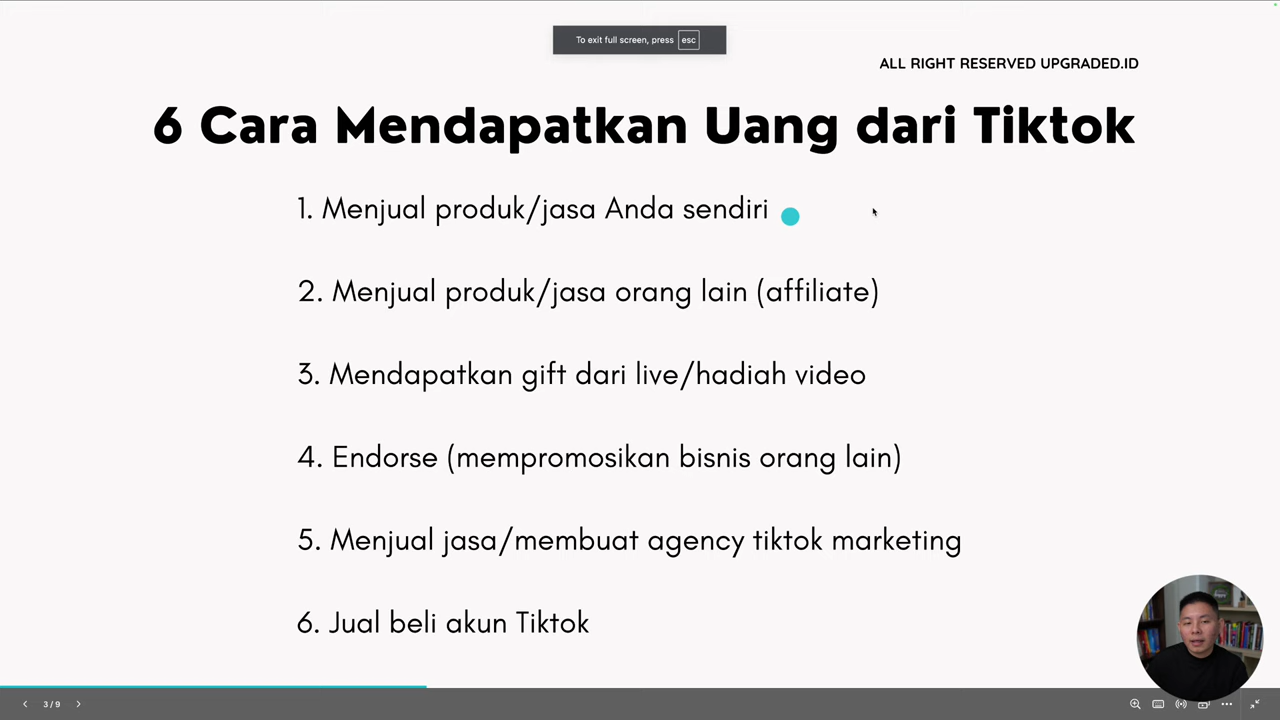 To exit full screen, press esc
ALL RIGHT RESERVED UPGRADED.ID
6 Cara Mendapatkan Uang dari Tiktok
1. Menjual produk/jasa Anda sendiri
2. Menjual produk/jasa orang lain (affiliate)
3. Mendapatkan gift dari live/hadiah video
4. Endorse (mempromosikan bisnis orang lain)
5. Menjual jasa/membuat agency tiktok marketing
6. Jual beli akun Tiktok
3 / 9